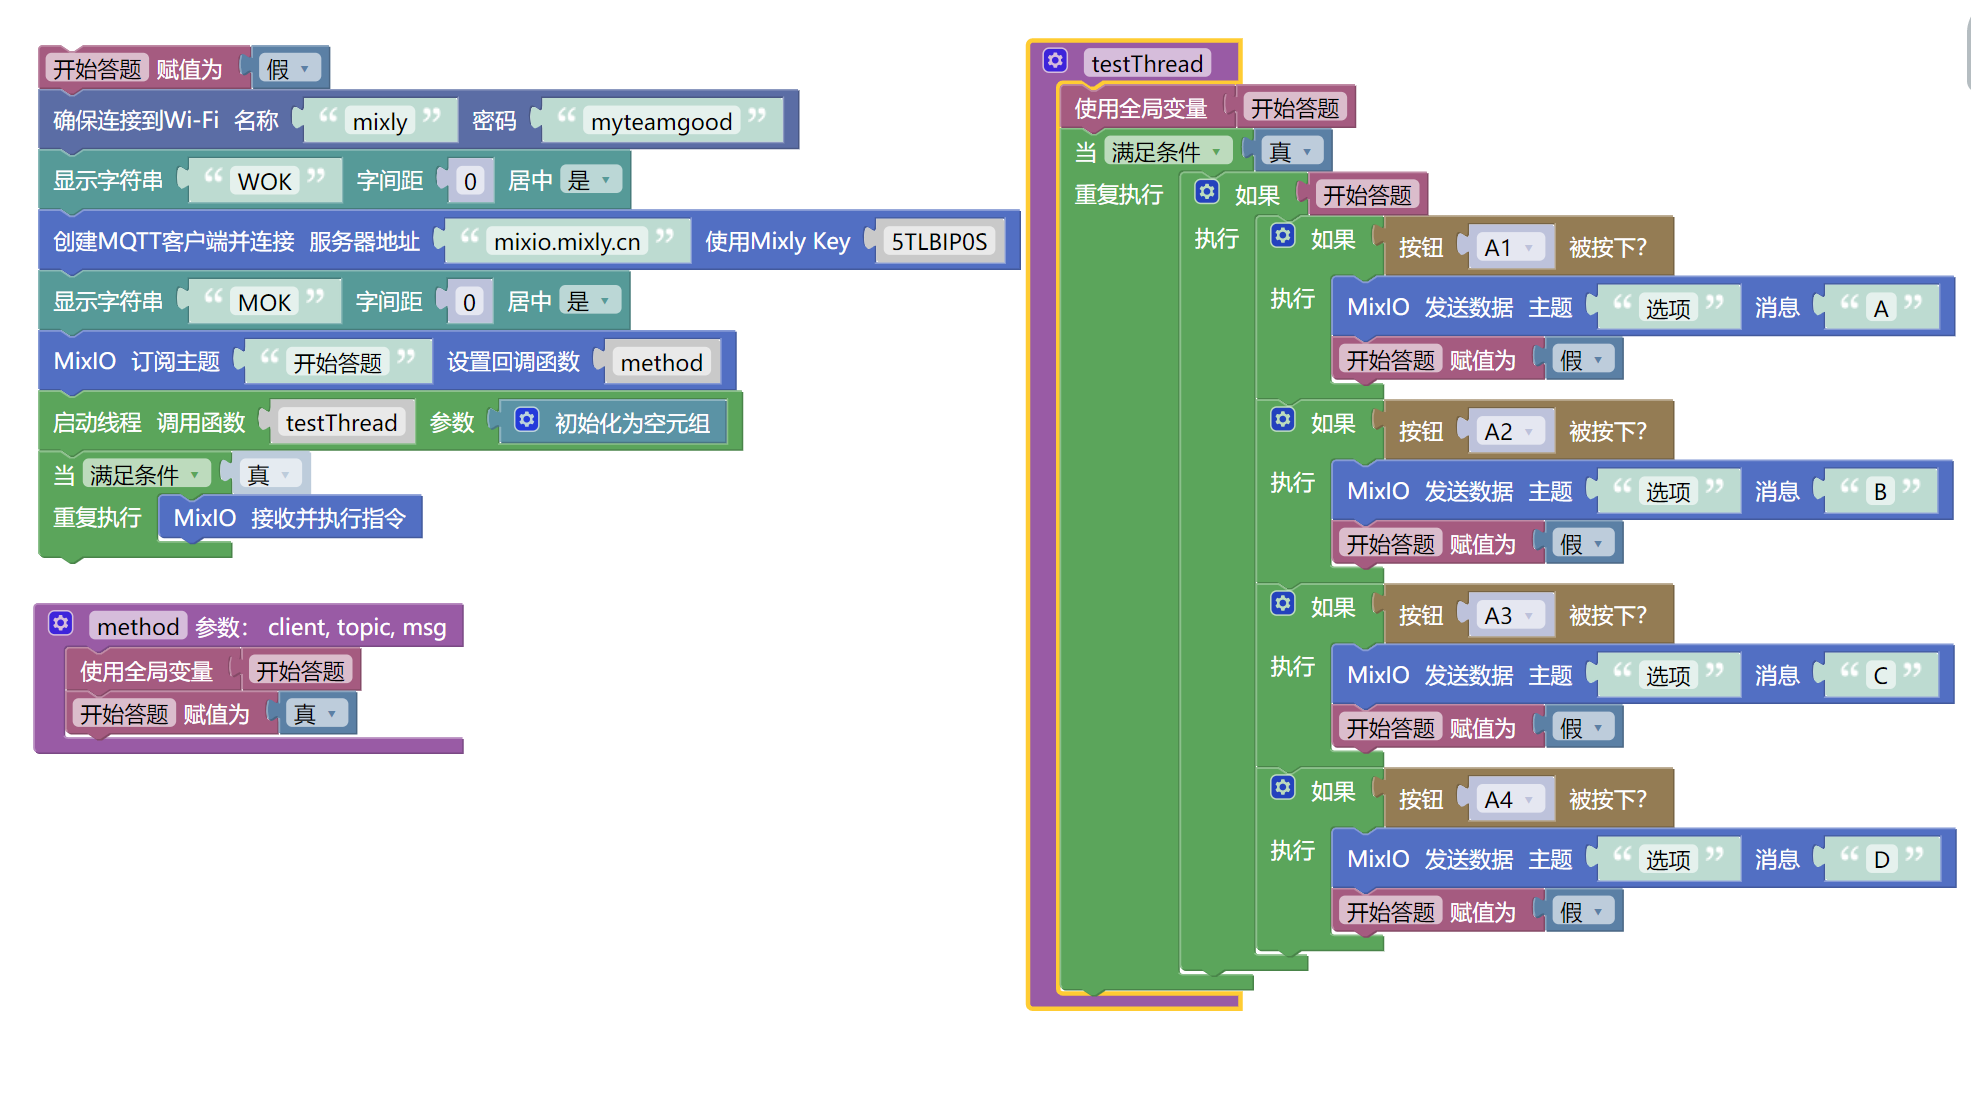 开始答题 赋值为 假
确保连接到Wi-Fi 名称 “ mixly ” 密码 “ myteamgood ”
显示字符串 “ WOK ” 字间距 0 居中 是
创建MQTT客户端并连接 服务器地址 “ mixio.mixly.cn ” 使用Mixly Key 5TLBIP0S
显示字符串 “ MOK ” 字间距 0 居中 是
MixIO 订阅主题 “ 开始答题 ” 设置回调函数 method
启动线程 调用函数 testThread 参数 初始化为空元组
当 满足条件 真
重复执行 MixIO 接收并执行指令
method 参数: client, topic, msg
使用全局变量 开始答题
开始答题 赋值为 真
testThread
使用全局变量 开始答题
当 满足条件 真
重复执行 如果 开始答题
执行 如果 按钮 A1 被按下?
执行 MixIO 发送数据 主题 “ 选项 ” 消息 “ A ”
开始答题 赋值为 假
如果 按钮 A2 被按下?
执行 MixIO 发送数据 主题 “ 选项 ” 消息 “ B ”
开始答题 赋值为 假
如果 按钮 A3 被按下?
执行 MixIO 发送数据 主题 “ 选项 ” 消息 “ C ”
开始答题 赋值为 假
如果 按钮 A4 被按下?
执行 MixIO 发送数据 主题 “ 选项 ” 消息 “ D ”
开始答题 赋值为 假